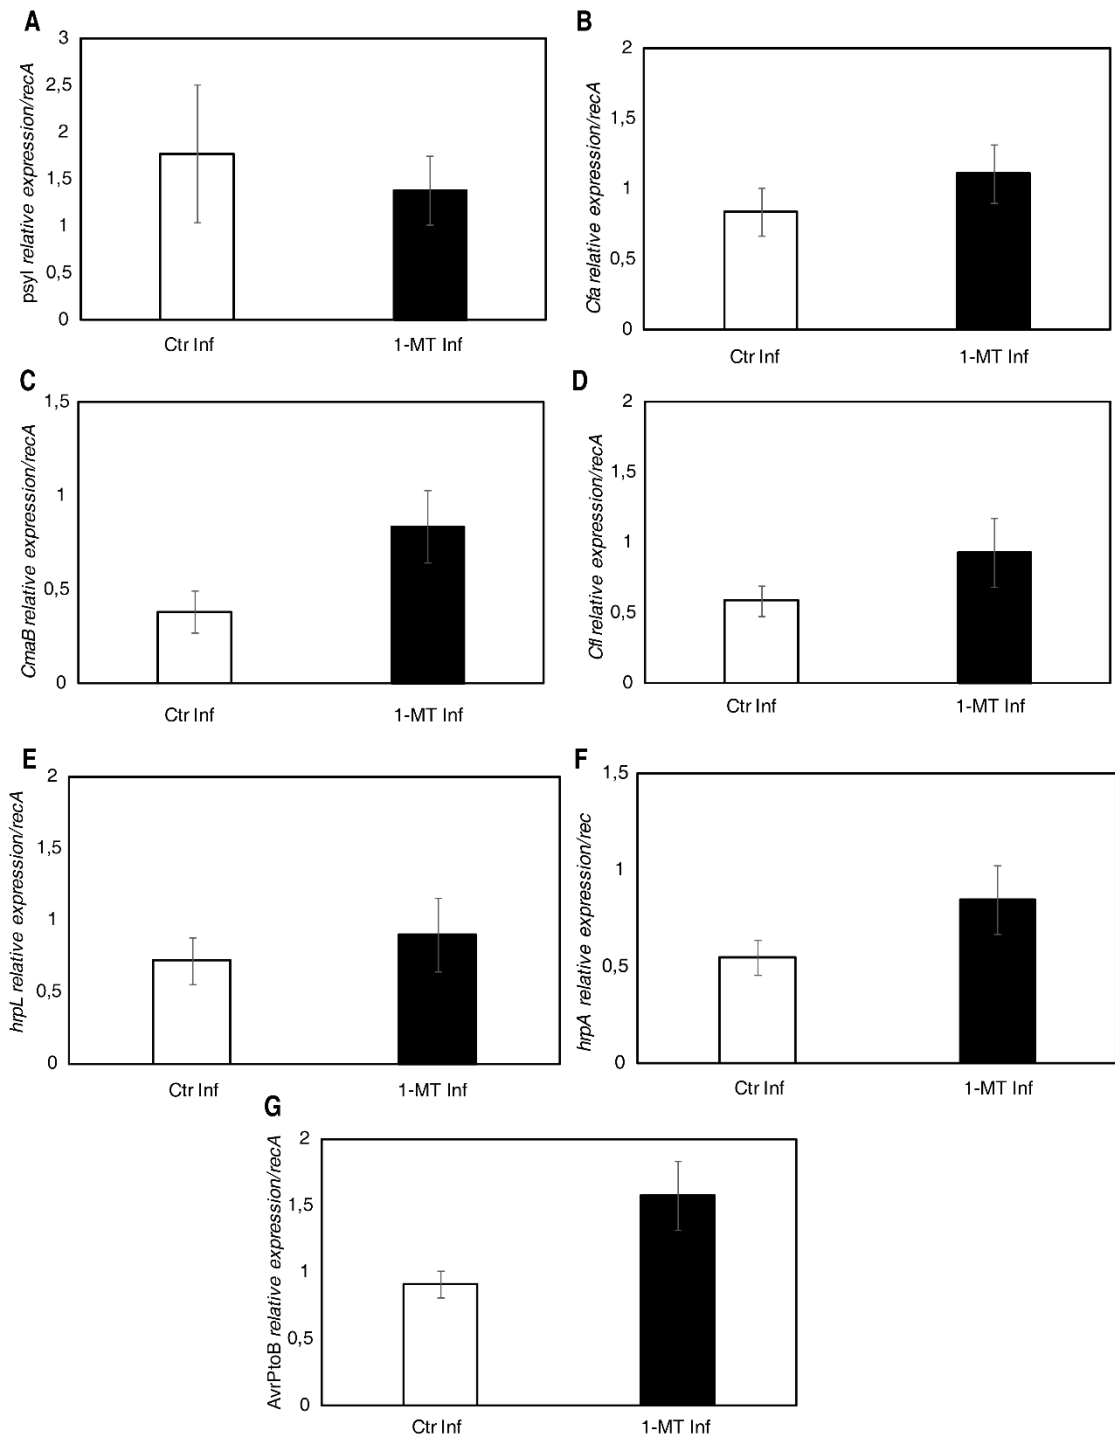 A
psyI relative expression/recA
3
2,5
2
1,5
1
0,5
0
Ctr Inf
1-MT Inf
B
Cfa relative expression/recA
2
1,5
1
0,5
0
Ctr Inf
1-MT Inf
C
CmaB relative expression/recA
1,5
1
0,5
0
Ctr Inf
1-MT Inf
D
Cfl relative expression/recA
2
1,5
1
0,5
0
Ctr Inf
1-MT Inf
E
hrpL relative expression/recA
2
1,5
1
0,5
0
Ctr Inf
1-MT Inf
F
hrpA relative expression/rec
1,5
1
0,5
0
Ctr Inf
1-MT Inf
G
AvrPtoB relative expression/recA
2
1,5
1
0,5
0
Ctr Inf
1-MT Inf